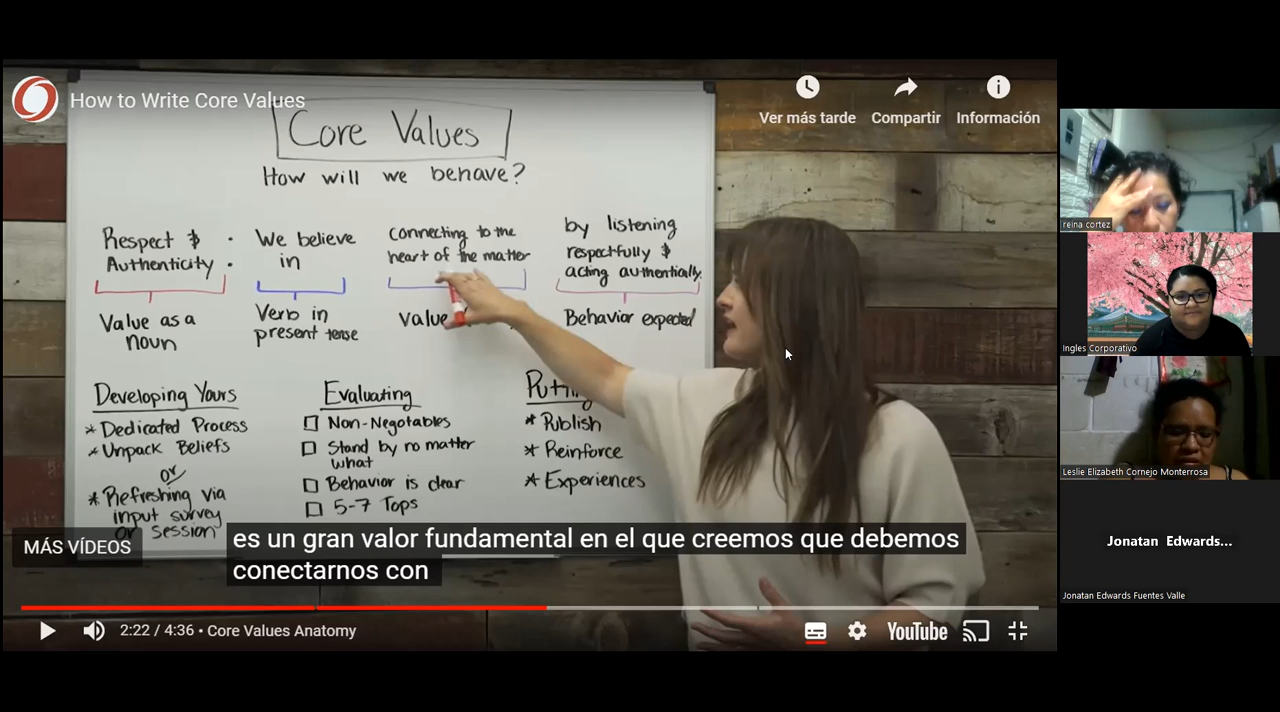 How to Write Core Values
Ver más tarde
Compartir
Información
Core Values
How will we behave?
Respect &
Authenticity
Value as a
noun
We believe
in
Verb in
present tense
connecting to the
heart of the matter
value
by listening
respectfully &
acting authentically.
Behavior expected
Developing Yours
* Dedicated Process
* Unpack Beliefs
or
* Refreshing via
input survey
or session
Evaluating
Non-Negotables
Stand by no matter
what
Behavior is clear
5-7 Tops
* Publish
* Reinforce
* Experiences
MÁS VÍDEOS
es un gran valor fundamental en el que creemos que debemos
conectarnos con
2:22 / 4:36 • Core Values Anatomy
YouTube
reina cortez
Ingles Corporativo
Leslie Elizabeth Cornejo Monterrosa
Jonatan Edwards...
Jonatan Edwards Fuentes Valle